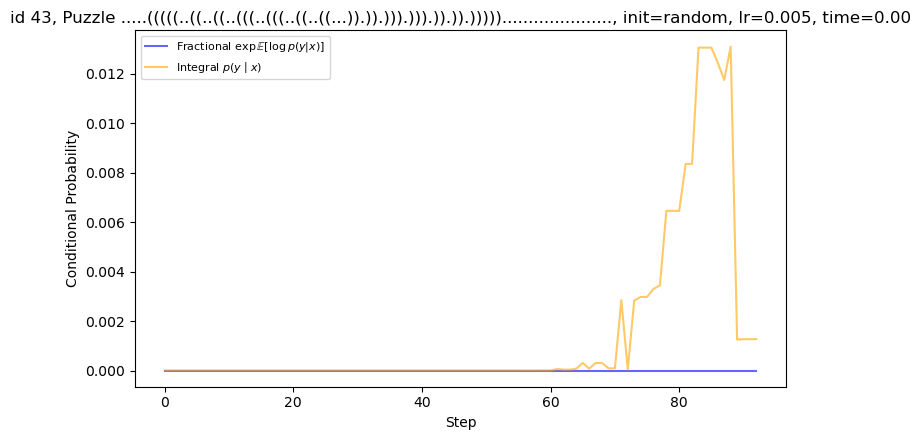 id 43, Puzzle .....(((((..((..((..(((..(((..((..((...)).)).))).))).)).)).)))))....................., init=random, lr=0.005, time=0.00
Fractional exp𝔼[log p(y|x)]
Integral p(y | x)
Conditional Probability
0.012
0.010
0.008
0.006
0.004
0.002
0.000
0
20
40
60
80
Step